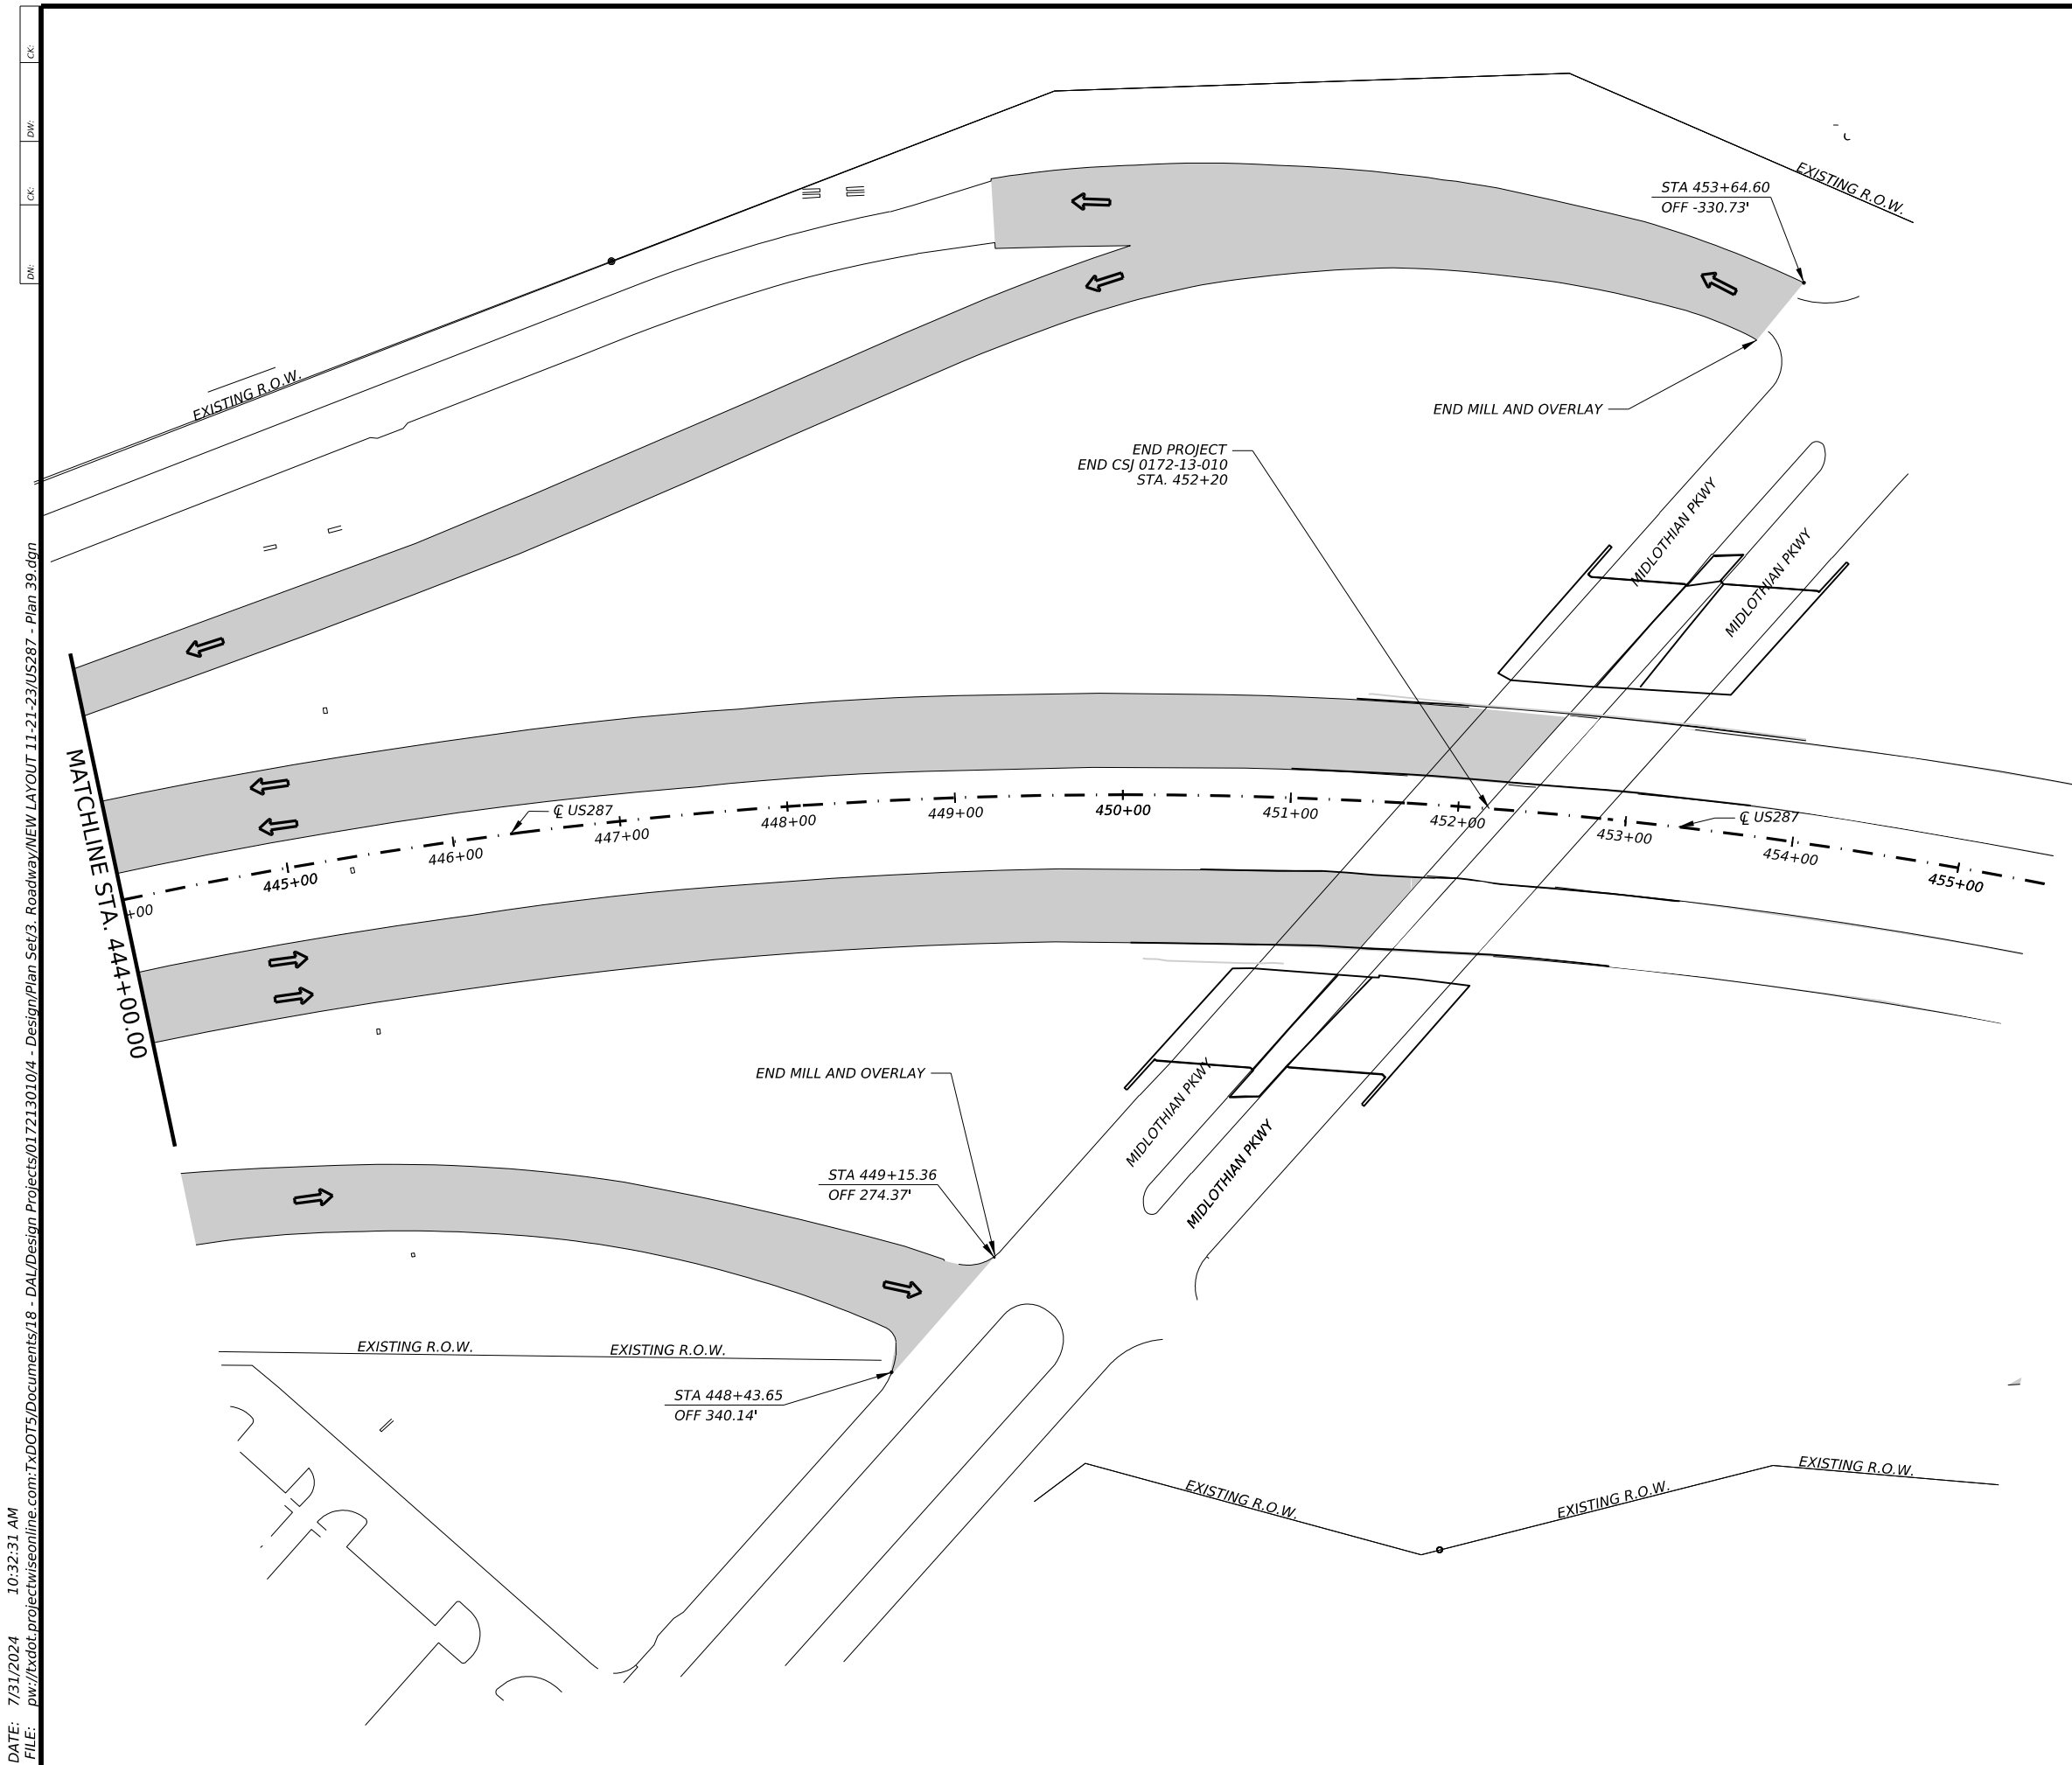 CK:
DW:
CK:
DN:
EXISTING R.O.W.
STA 453+64.60
OFF -330.73'
EXISTING R.O.W.
END MILL AND OVERLAY
END PROJECT
END CSJ 0172-13-010
STA. 452+20
MIDLOTHIAN PKWY
MIDLOTHIAN PKWY
MATCHLINE STA. 444+00.00
+00
445+00
446+00
℄ US287
447+00
448+00
449+00
450+00
451+00
452+00
453+00
℄ US287
454+00
455+00
END MILL AND OVERLAY
MIDLOTHIAN PKWY
MIDLOTHIAN PKWY
STA 449+15.36
OFF 274.37'
EXISTING R.O.W.
EXISTING R.O.W.
STA 448+43.65
OFF 340.14'
EXISTING R.O.W.
EXISTING R.O.W.
EXISTING R.O.W.
DATE: 7/31/2024 10:32:31 AM
FILE: pw://txdot.projectwiseonline.com:TxDOT5/Documents/18 - DAL/Design Projects/017213010/4 - Design/Plan Set/3. Roadway/NEW LAYOUT 11-21-23/US287 - Plan 39.dgn